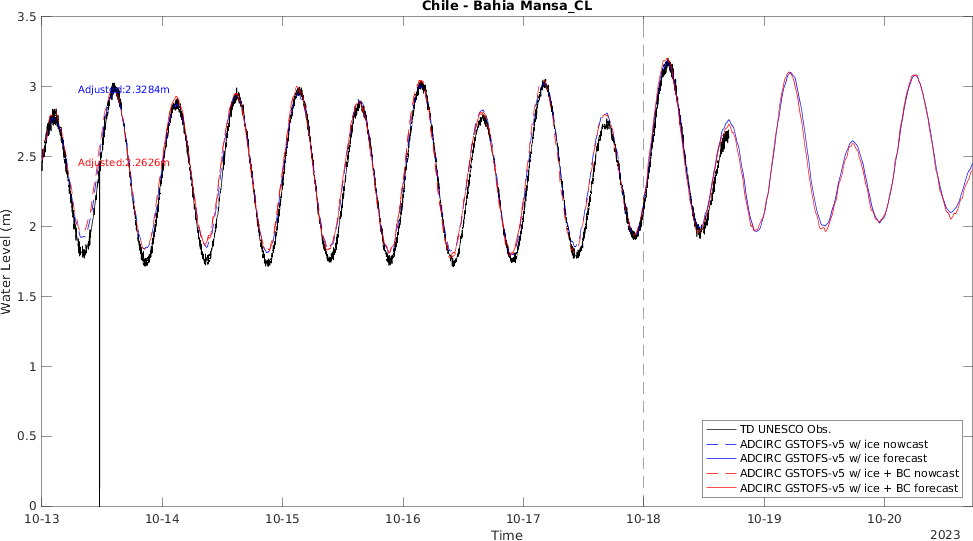 Chile - Bahia Mansa_CL
3.5
3
2.5
2
1.5
1
0.5
0
Water Level (m)
Adjusted:2.3284m
Adjusted:2.2626m
TD UNESCO Obs.
ADCIRC GSTOFS-v5 w/ ice nowcast
ADCIRC GSTOFS-v5 w/ ice forecast
ADCIRC GSTOFS-v5 w/ ice + BC nowcast
ADCIRC GSTOFS-v5 w/ ice + BC forecast
10-13 10-14 10-15 10-16 10-17 10-18 10-19 10-20
Time
2023